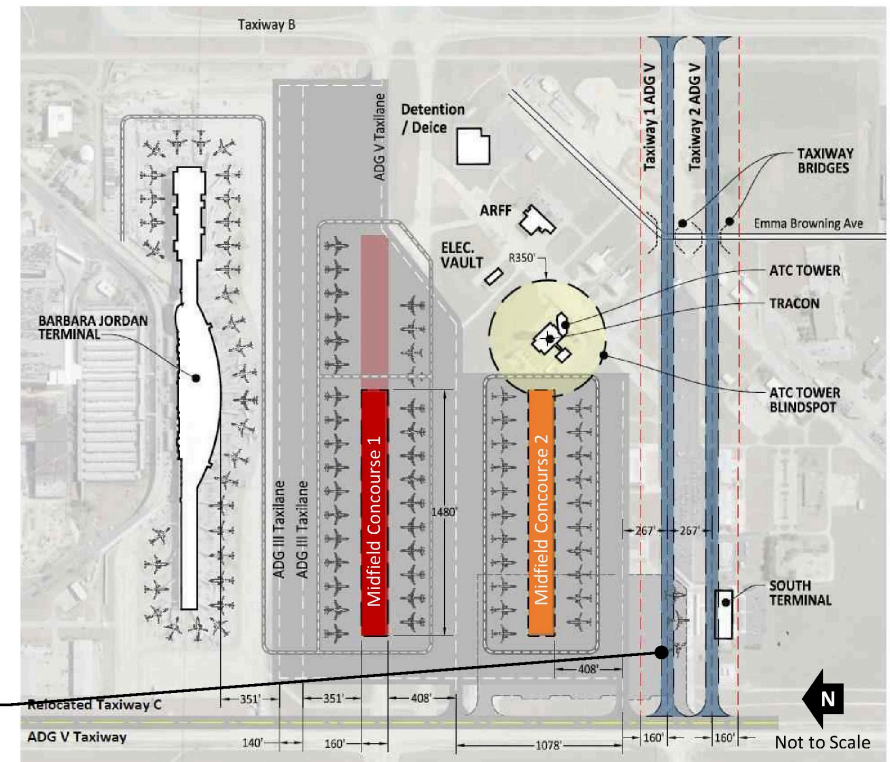 Taxiway B
Detention
/ Deice
ADG V Taxilane
Taxiway 1 ADG V
Taxiway 2 ADG V
TAXIWAY
BRIDGES
ARFF
Emma Browning Ave
ELEC.
VAULT
R350'
ATC TOWER
TRACON
BARBARA JORDAN
TERMINAL
ATC TOWER
BLINDSPOT
Midfield Concourse 1
1480'
Midfield Concourse 2
ADG III Taxilane
ADG III Taxilane
267'
267'
SOUTH
TERMINAL
408'
N
Relocated Taxiway C
351'
351'
408'
ADG V Taxiway
140'
160'
1078'
160'
160'
Not to Scale